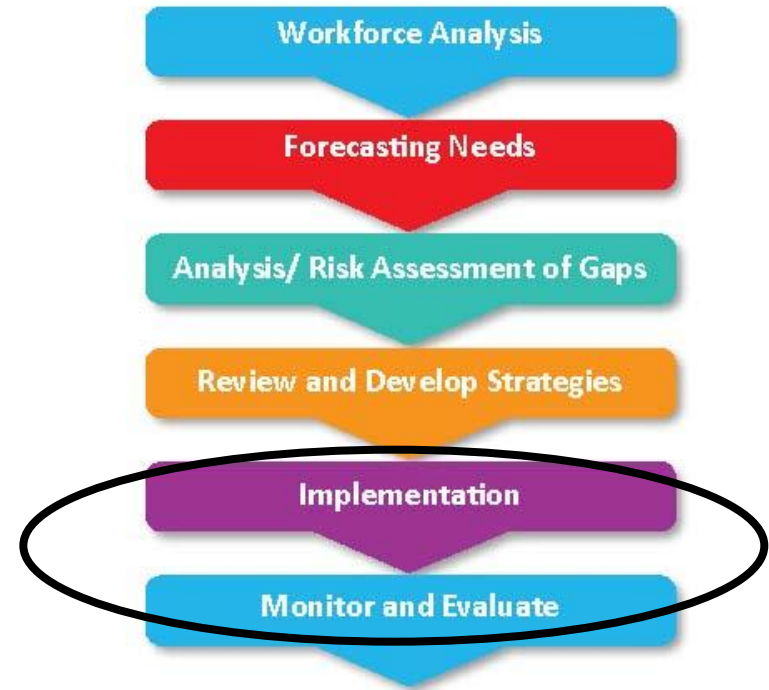 Workforce Analysis
Forecasting Needs
Analysis/ Risk Assessment of Gaps
Review and Develop Strategies
Implementation
Monitor and Evaluate